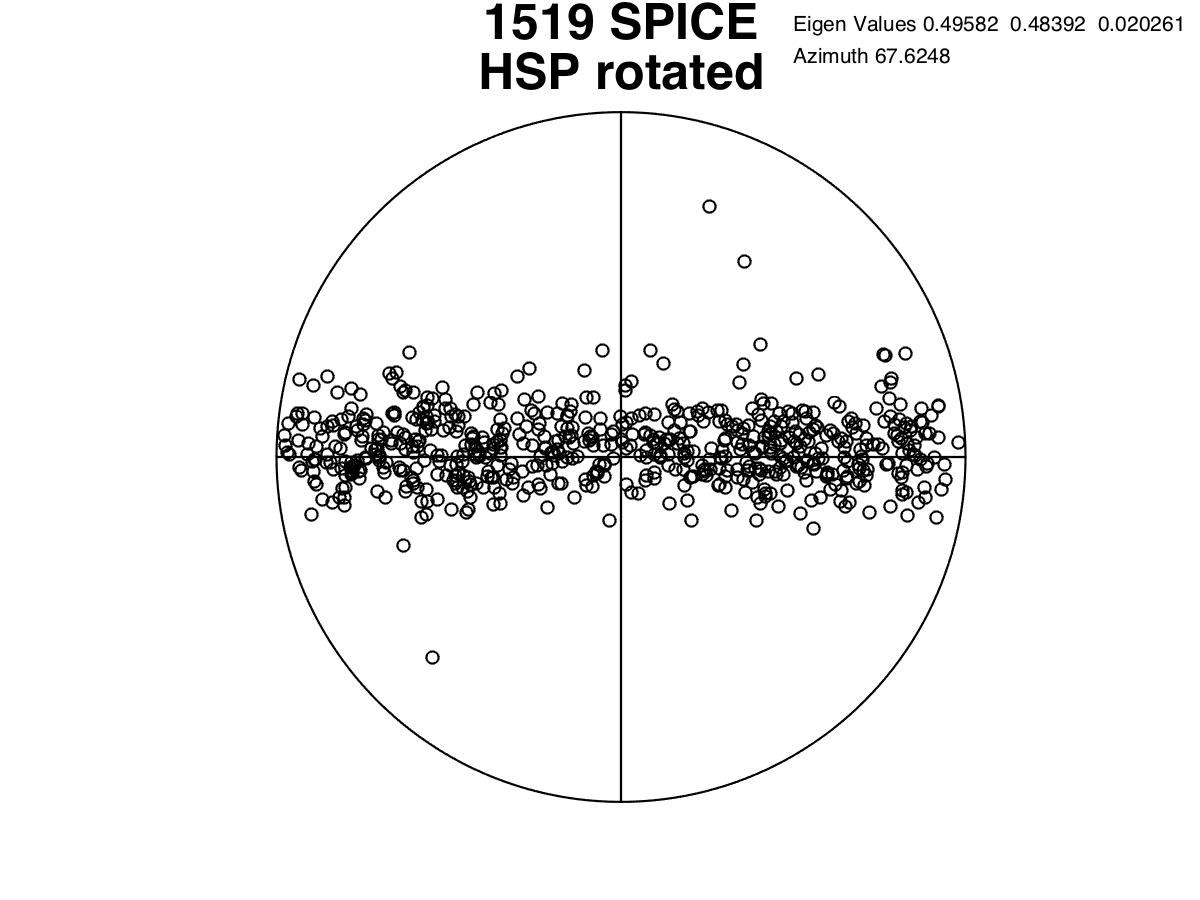 1519 SPICE
HSP rotated
Eigen Values 0.49582 0.48392 0.020261
Azimuth 67.6248